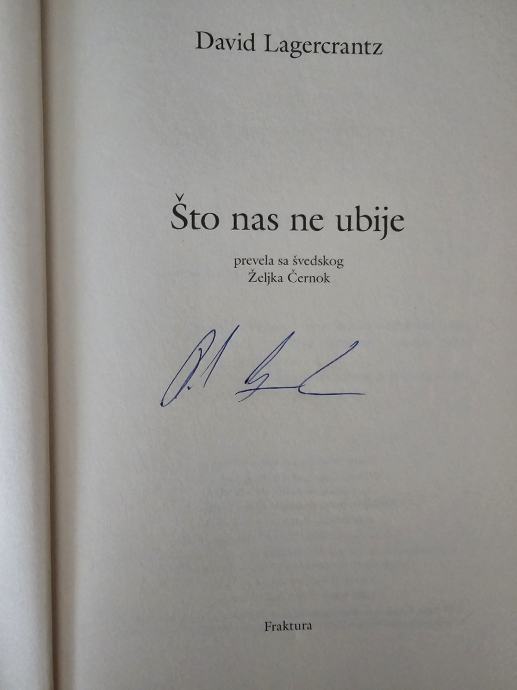 David Lagercrantz
Što nas ne ubije
prevela sa švedskog
Željka Černok
Fraktura